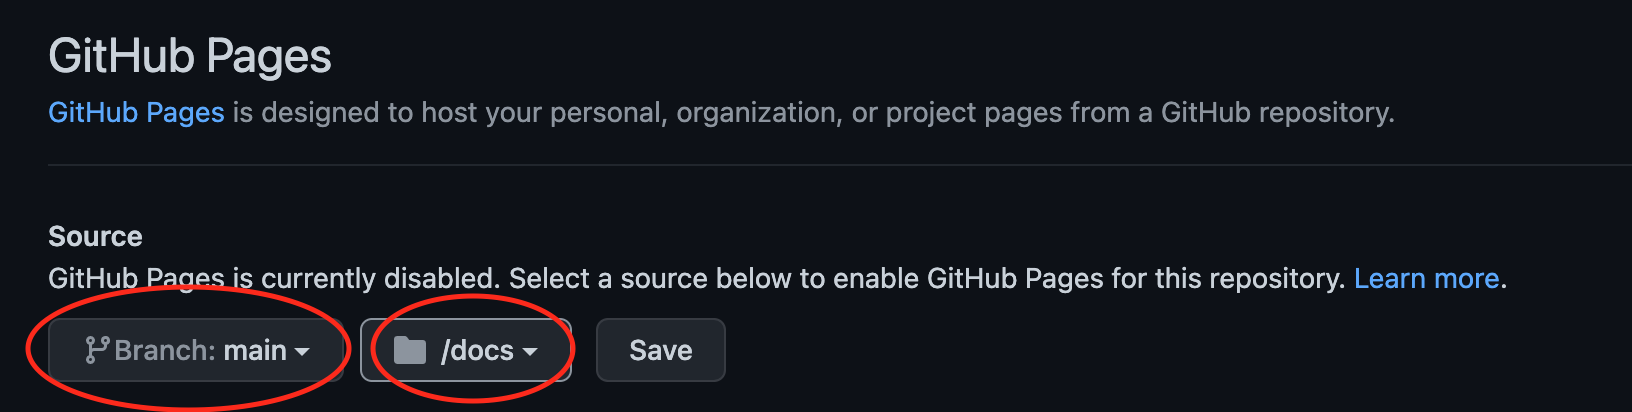 GitHub Pages
GitHub Pages is designed to host your personal, organization, or project pages from a GitHub repository.
Source
GitHub Pages is currently disabled. Select a source below to enable GitHub Pages for this repository. Learn more.
Branch: main /docs Save